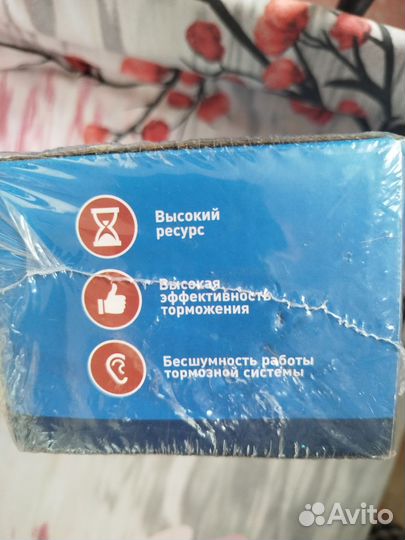 Высокий
ресурс
Высокая
эффективность
торможения
Бесшумность работы
тормозной системы
Avito